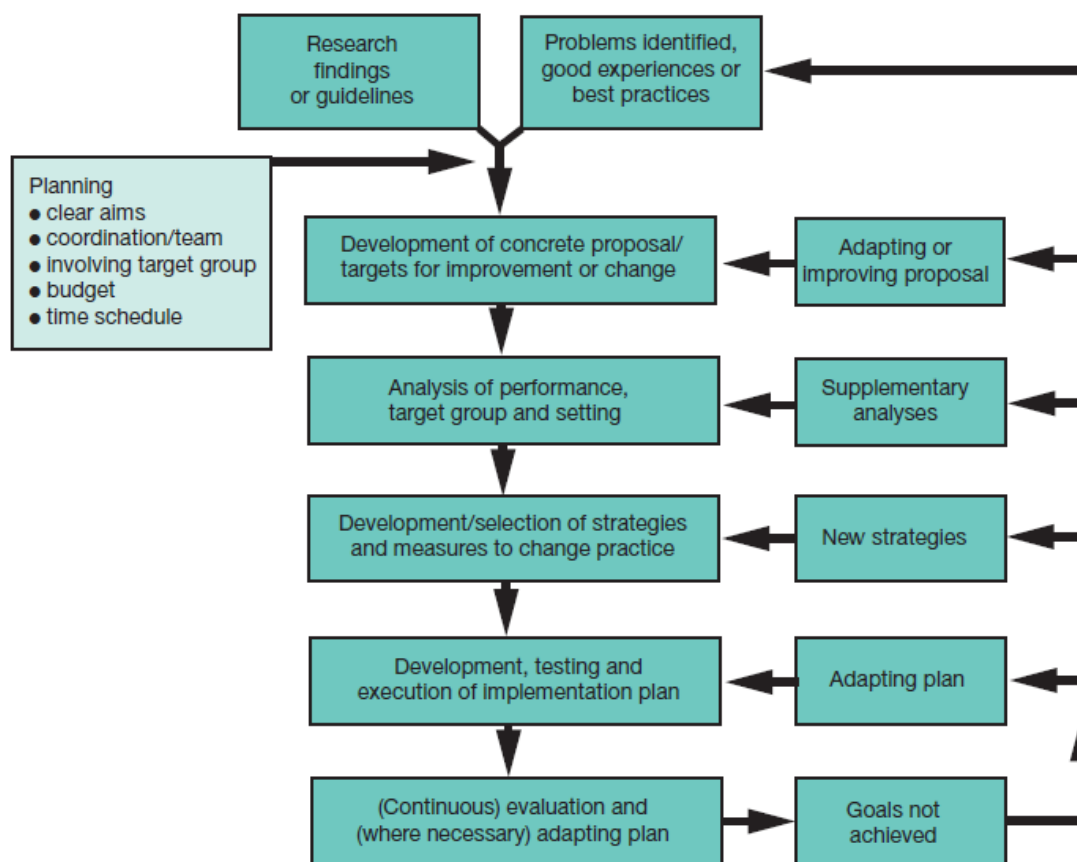 Research
findings
or guidelines
Problems identified,
good experiences or
best practices
Planning
● clear aims
● coordination/team
● involving target group
● budget
● time schedule
Development of concrete proposal/
targets for improvement or change
Adapting or
improving proposal
Analysis of performance,
target group and setting
Supplementary
analyses
Development/selection of strategies
and measures to change practice
New strategies
Development, testing and
execution of implementation plan
Adapting plan
(Continuous) evaluation and
(where necessary) adapting plan
Goals not
achieved